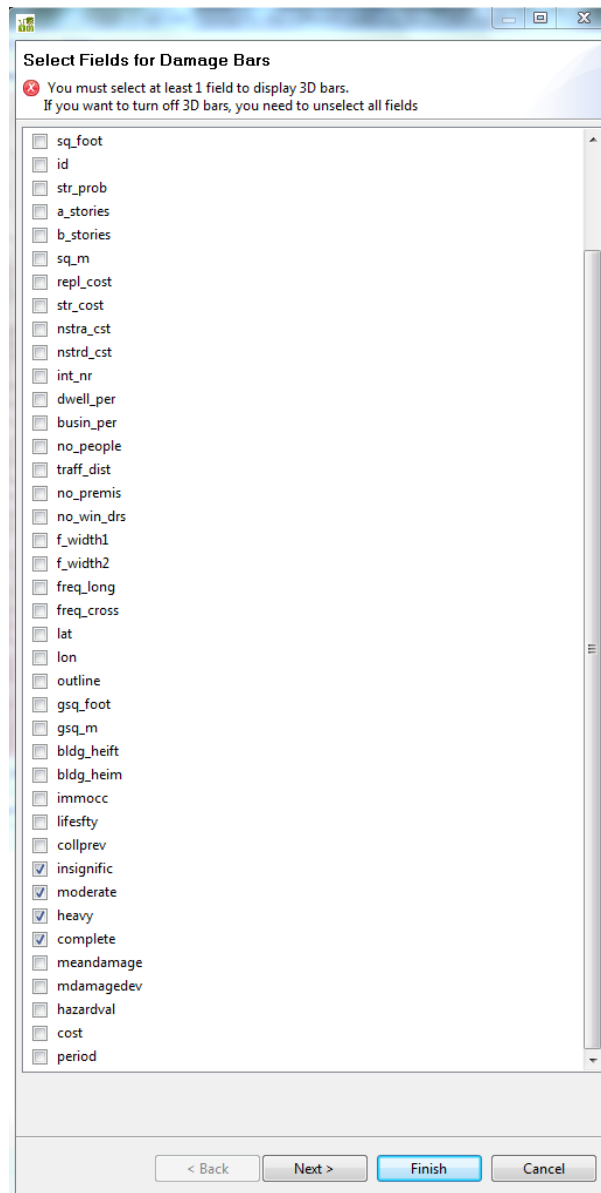 Select Fields for Damage Bars
You must select at least 1 field to display 3D bars.
If you want to turn off 3D bars, you need to unselect all fields
sq_foot
id
str_prob
a_stories
b_stories
sq_m
repl_cost
str_cost
nstra_cst
nstrd_cst
int_nr
dwell_per
busin_per
no_people
traff_dist
no_premis
no_win_drs
f_width1
f_width2
freq_long
freq_cross
lat
lon
outline
gsq_foot
gsq_m
bldg_heift
bldg_heim
immocc
lifesfty
collprev
insignific
moderate
heavy
complete
meandamage
mdamagedev
hazardval
cost
period
< Back
Next >
Finish
Cancel